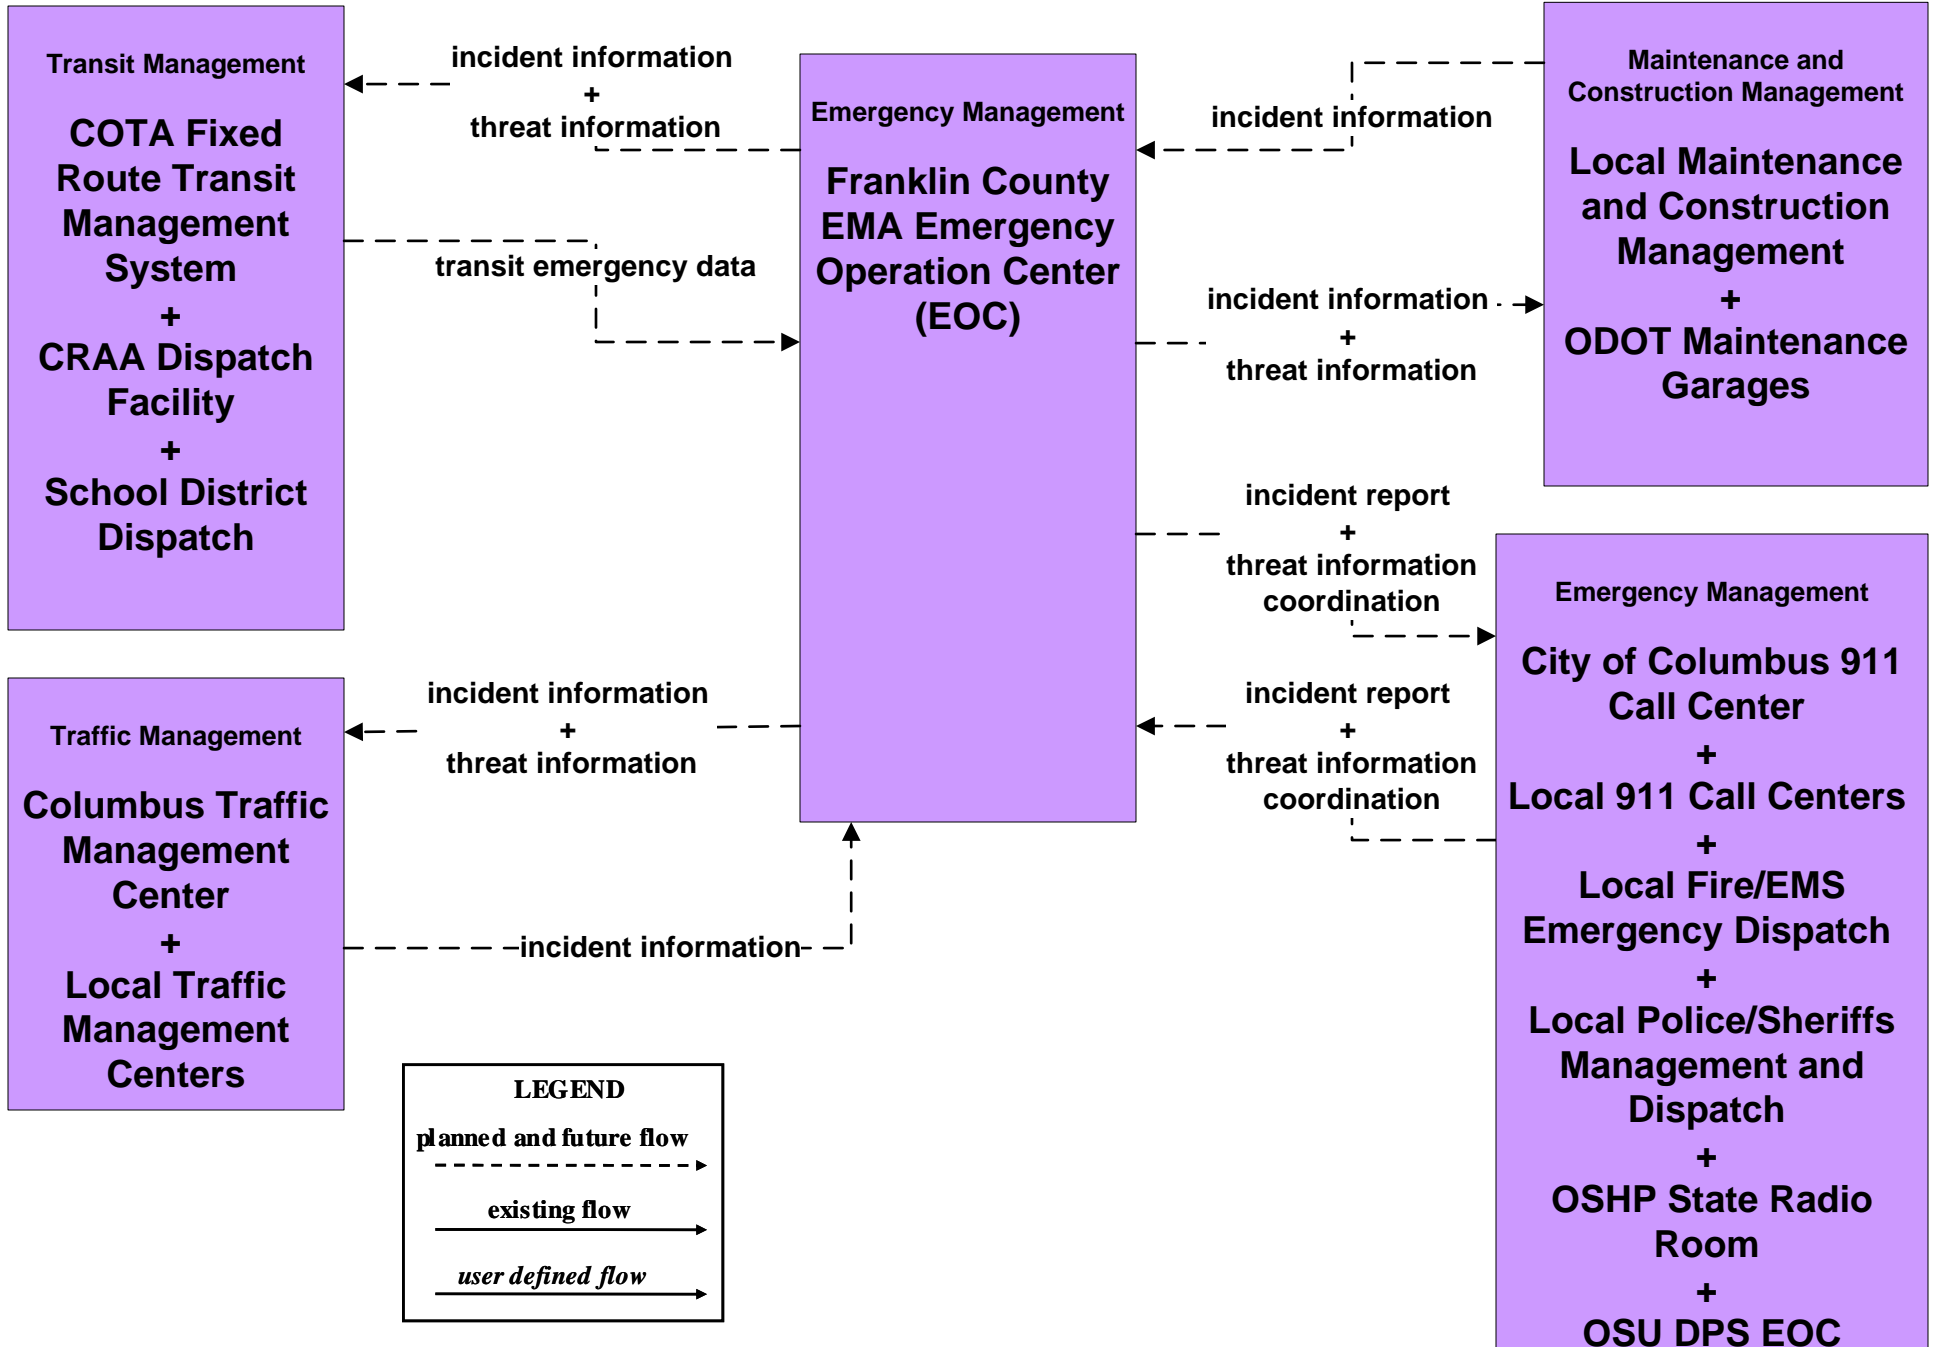 Transit Management
COTA Fixed
Route Transit
Management
System
+
CRAA Dispatch
Facility
+
School District
Dispatch
incident information
+
threat information
transit emergency data
Emergency Management
Franklin County
EMA Emergency
Operation Center
(EOC)
incident information
Maintenance and
Construction Management
Local Maintenance
and Construction
Management
+
ODOT Maintenance
Garages
incident information
+
threat information
incident report
+
threat information
coordination
incident report
+
threat information
coordination
Emergency Management
City of Columbus 911
Call Center
+
Local 911 Call Centers
+
Local Fire/EMS
Emergency Dispatch
+
Local Police/Sheriffs
Management and
Dispatch
+
OSHP State Radio
Room
+
OSU DPS EOC
Traffic Management
Columbus Traffic
Management
Center
+
Local Traffic
Management
Centers
incident information
+
threat information
incident information
LEGEND
planned and future flow
existing flow
user defined flow